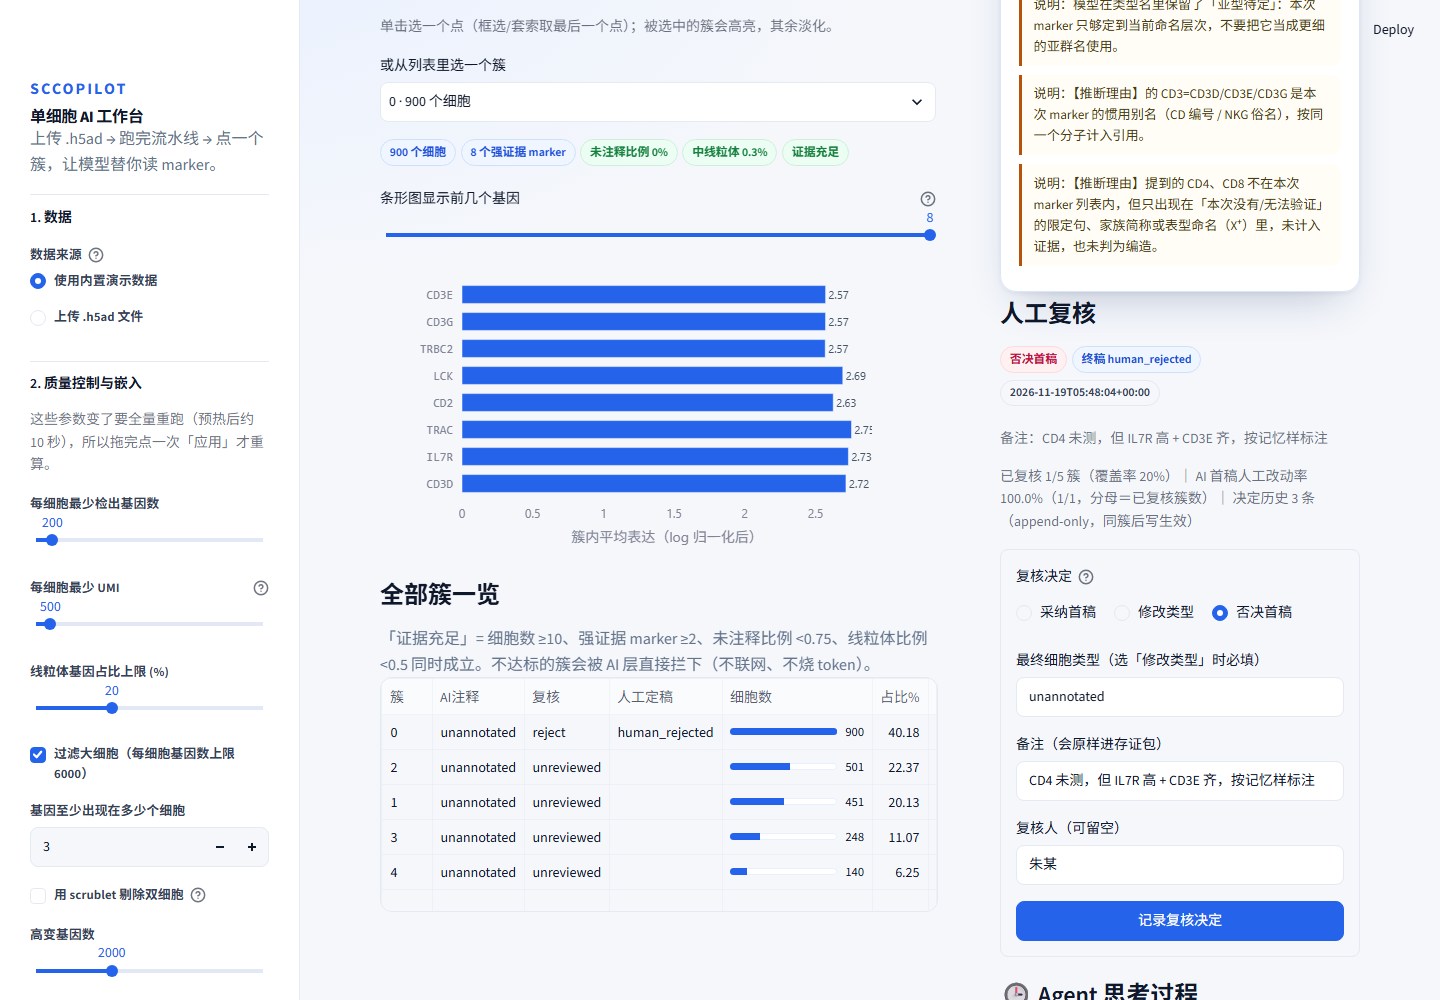 SCCOPILOT
单细胞 AI 工作台
上传 .h5ad → 跑完流水线 → 点一个
簇，让模型替你读 marker。
1. 数据
数据来源
使用内置演示数据
上传 .h5ad 文件
2. 质量控制与嵌入
这些参数变了要全量重跑（预热后约
10 秒），所以拖完点一次「应用」才重
算。
每细胞最少检出基因数
200
每细胞最少 UMI
500
线粒体基因占比上限 (%)
20
过滤大细胞（每细胞基因数上限
6000）
基因至少出现在多少个细胞
3
用 scrublet 剔除双细胞
高变基因数
2000
单击选一个点（框选/套索取最后一个点）；被选中的簇会高亮，其余淡化。
或从列表里选一个簇
0 · 900 个细胞
900 个细胞 8 个强证据 marker 未注释比例 0% 中线粒体 0.3% 证据充足
条形图显示前几个基因
8
CD3E 2.57
CD3G 2.57
TRBC2 2.57
LCK 2.69
CD2 2.63
TRAC 2.75
IL7R 2.73
CD3D 2.72
0 0.5 1 1.5 2 2.5
簇内平均表达（log 归一化后）
全部簇一览
「证据充足」= 细胞数 ≥10、强证据 marker ≥2、未注释比例 <0.75、线粒体比例
<0.5 同时成立。不达标的簇会被 AI 层直接拦下（不联网、不烧 token）。
簇 AI注释 复核 人工定稿 细胞数 占比%
0 unannotated reject human_rejected 900 40.18
2 unannotated unreviewed 501 22.37
1 unannotated unreviewed 451 20.13
3 unannotated unreviewed 248 11.07
4 unannotated unreviewed 140 6.25
Deploy
说明：模型在类型名里保留了「亚型待定」：本次
marker 只够定到当前命名层次，不要把它当成更细
的亚群名使用。
说明：【推断理由】的 CD3=CD3D/CD3E/CD3G 是本
次 marker 的惯用别名（CD 编号 / NKG 俗名），按同
一个分子计入引用。
说明：【推断理由】提到的 CD4、CD8 不在本次
marker 列表内，但只出现在「本次没有/无法验证」
的限定句、家族简称或表型命名（X⁺）里，未计入
证据，也未判为编造。
人工复核
否决首稿 终稿 human_rejected
2026-11-19T05:48:04+00:00
备注：CD4 未测，但 IL7R 高 + CD3E 齐，按记忆样标注
已复核 1/5 簇（覆盖率 20%）｜ AI 首稿人工改动率
100.0%（1/1，分母＝已复核簇数）｜ 决定历史 3 条
（append-only，同簇后写生效）
复核决定
采纳首稿 修改类型 否决首稿
最终细胞类型（选「修改类型」时必填）
unannotated
备注（会原样进存证包）
CD4 未测，但 IL7R 高 + CD3E 齐，按记忆样标注
复核人（可留空）
朱某
记录复核决定
Agent 思考过程